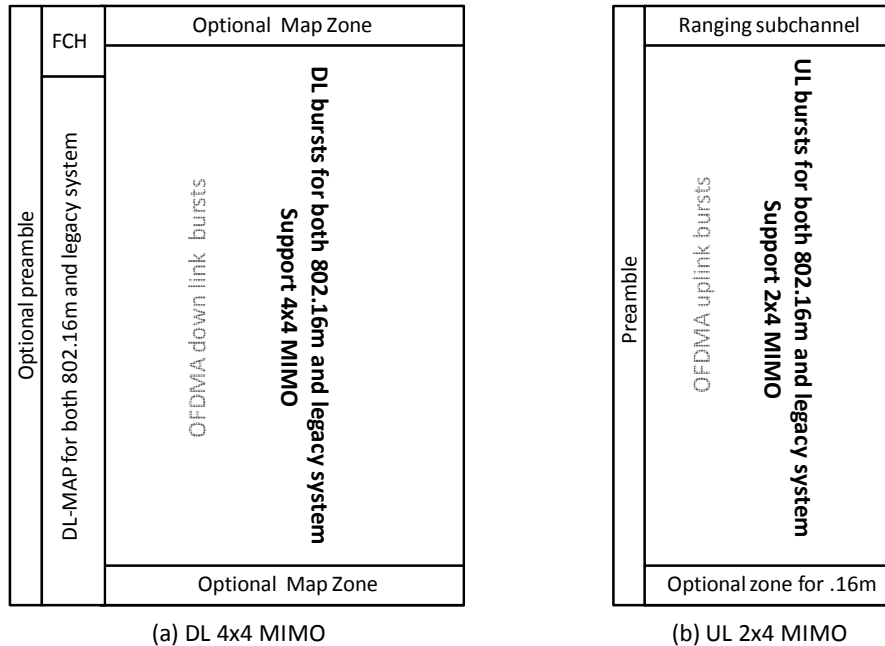 Optional preamble
FCH
DL-MAP for both 802.16m and legacy system
Optional Map Zone
OFDMA down link bursts
DL bursts for both 802.16m and legacy system
Support 4x4 MIMO
Optional Map Zone
(a) DL 4x4 MIMO
Preamble
Ranging subchannel
OFDMA uplink bursts
UL bursts for both 802.16m and legacy system
Support 2x4 MIMO
Optional zone for .16m
(b) UL 2x4 MIMO